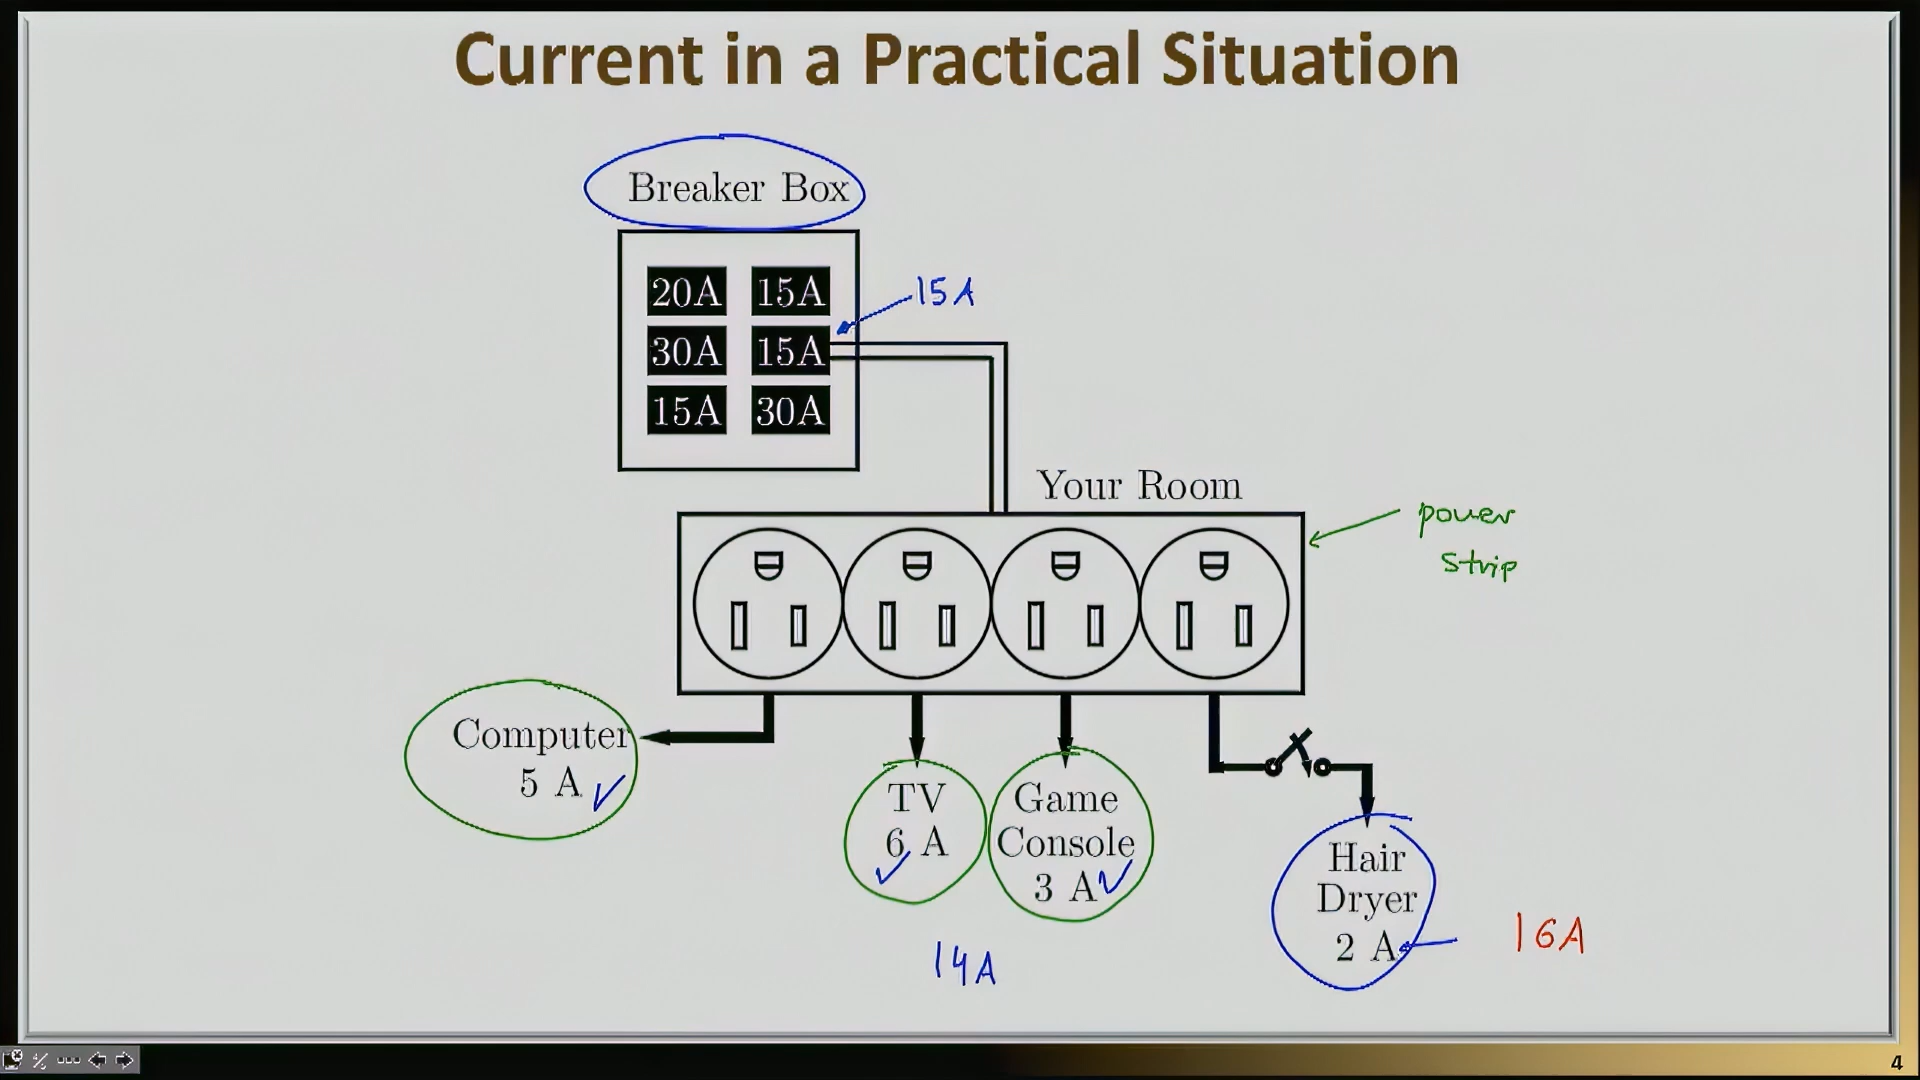 Current in a Practical Situation
Breaker Box
20A 15A
15A
30A 15A
15A 30A
Your Room
power
strip
Computer
5 A
TV
6 A
Game
Console
3 A
Hair
Dryer
2 A
16A
14A
4